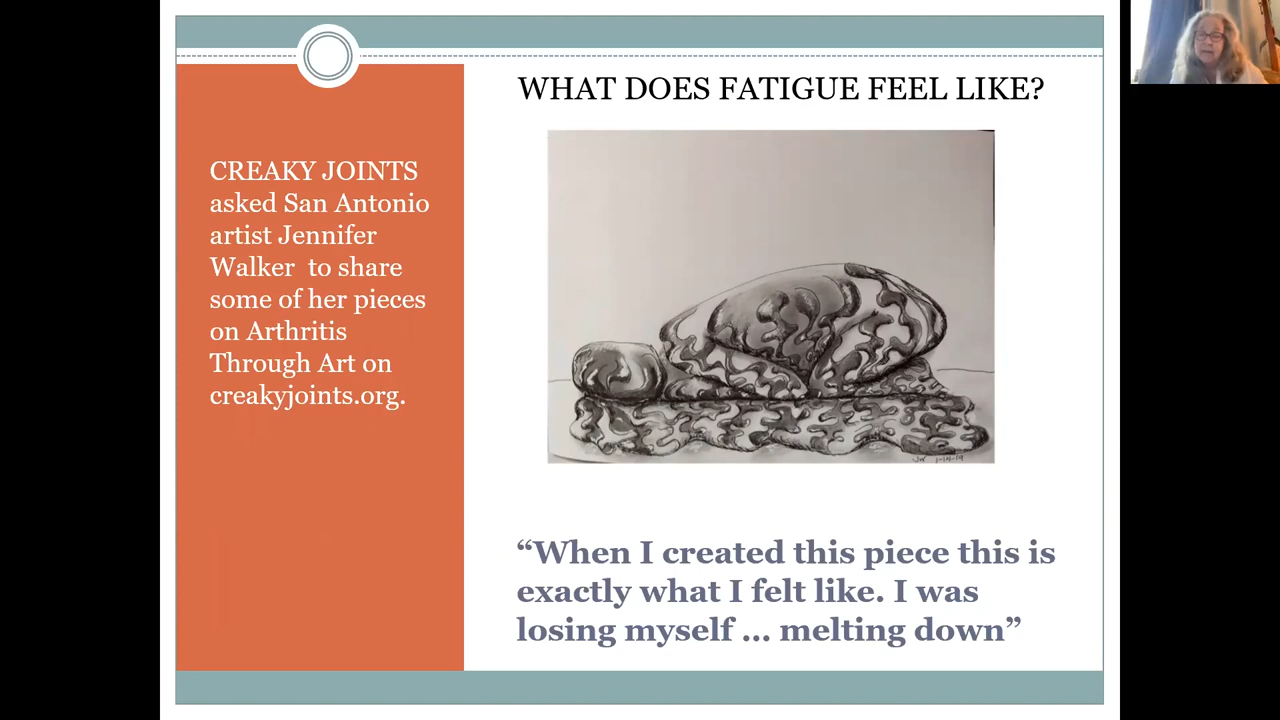 WHAT DOES FATIGUE FEEL LIKE?
CREAKY JOINTS
asked San Antonio
artist Jennifer
Walker to share
some of her pieces
on Arthritis
Through Art on
creakyjoints.org.
“When I created this piece this is
exactly what I felt like. I was
losing myself ... melting down”